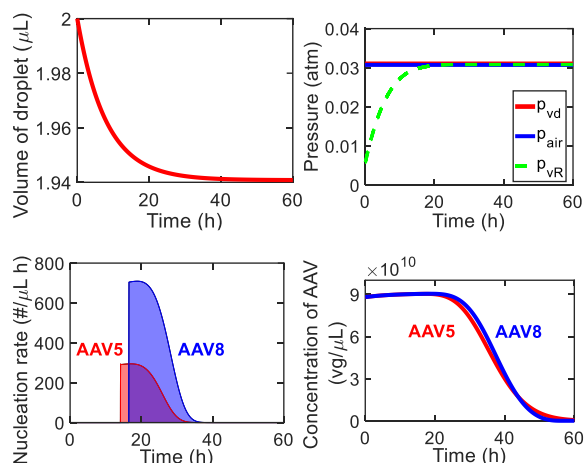 Volume of droplet (μL)
2
1.98
1.96
1.94
0
20
40
60
Time (h)
Pressure (atm)
0.04
0.03
0.02
0.01
0.00
0
20
40
60
Time (h)
p_vd
p_air
p_vR
Nucleation rate (#/μL h)
800
600
400
200
0
0
20
40
60
Time (h)
AAV5
AAV8
Concentration of AAV
(vg/μL)
×10^10
9
6
3
0
0
20
40
60
Time (h)
AAV5
AAV8